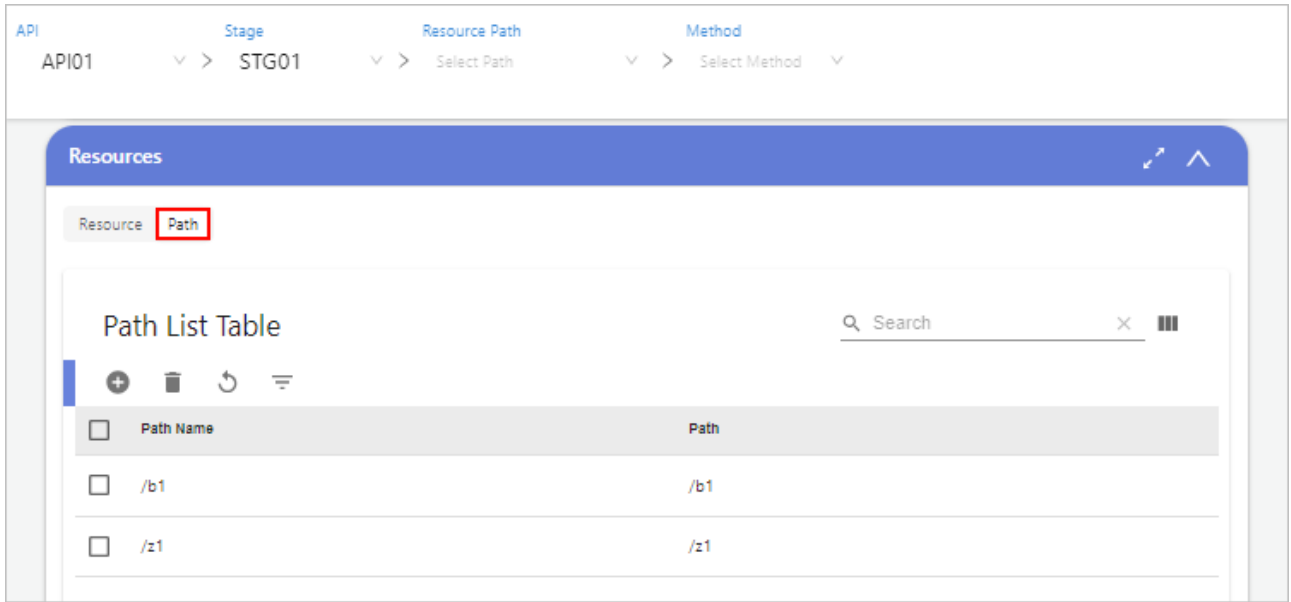 API Stage Resource Path Method
API01 > STG01 > Select Path > Select Method
Resources
Resource Path
Path List Table Search
Path Name Path
/b1 /b1
/z1 /z1